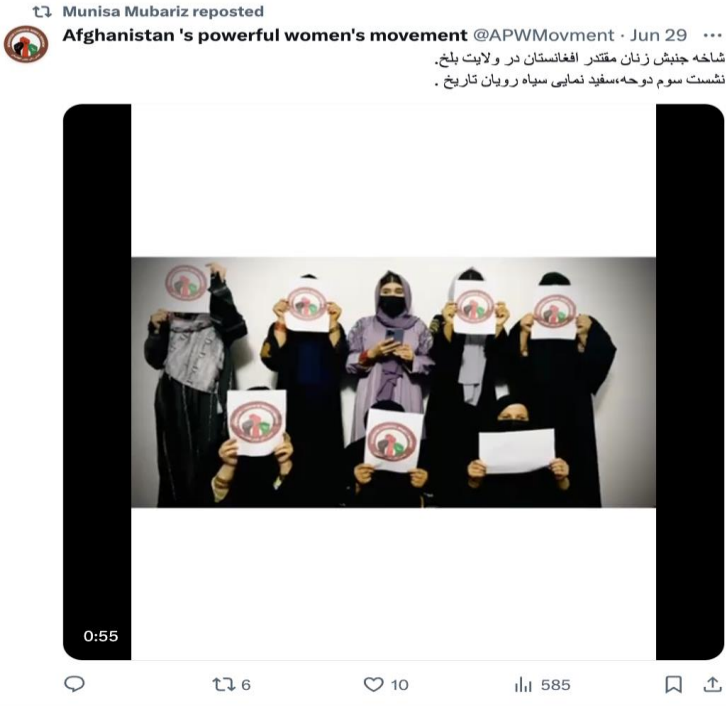 Munisa Mubariz reposted
Afghanistan 's powerful women's movement @APWMovment · Jun 29 ···
شاخه جنبش زنان مقتدر افغانستان در ولایت بلخ.
نشست سوم دوحه،سفید نمایی سیاه رویان تاریخ .
0:55
6 10 585